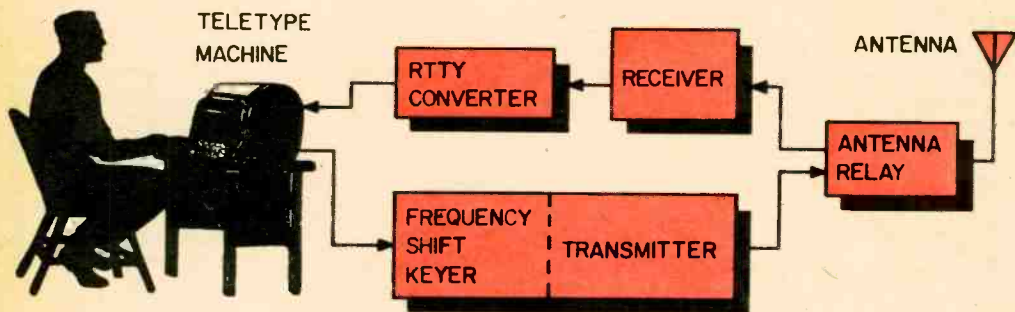 TELETYPE
MACHINE
RTTY
CONVERTER
RECEIVER
ANTENNA
ANTENNA
RELAY
FREQUENCY
SHIFT
KEYER
TRANSMITTER